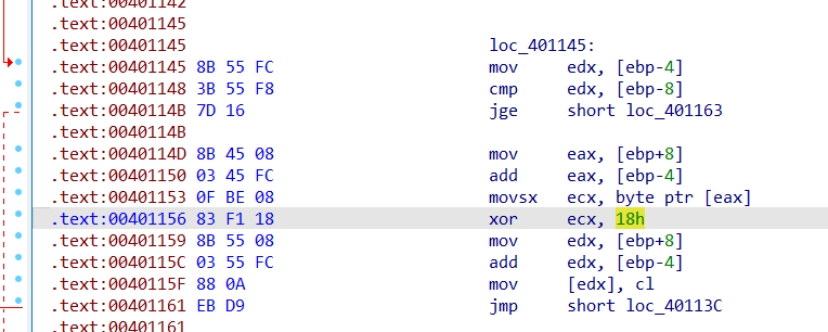 .text:00401142
.text:00401145
.text:00401145 loc_401145:
.text:00401145 8B 55 FC mov edx, [ebp-4]
.text:00401148 3B 55 F8 cmp edx, [ebp-8]
.text:0040114B 7D 16 jge short loc_401163
.text:0040114B
.text:0040114D 8B 45 08 mov eax, [ebp+8]
.text:00401150 03 45 FC add eax, [ebp-4]
.text:00401153 0F BE 08 movsx ecx, byte ptr [eax]
.text:00401156 83 F1 18 xor ecx, 18h
.text:00401159 8B 55 08 mov edx, [ebp+8]
.text:0040115C 03 55 FC add edx, [ebp-4]
.text:0040115F 88 0A mov [edx], cl
.text:00401161 EB D9 jmp short loc_40113C
.text:00401161